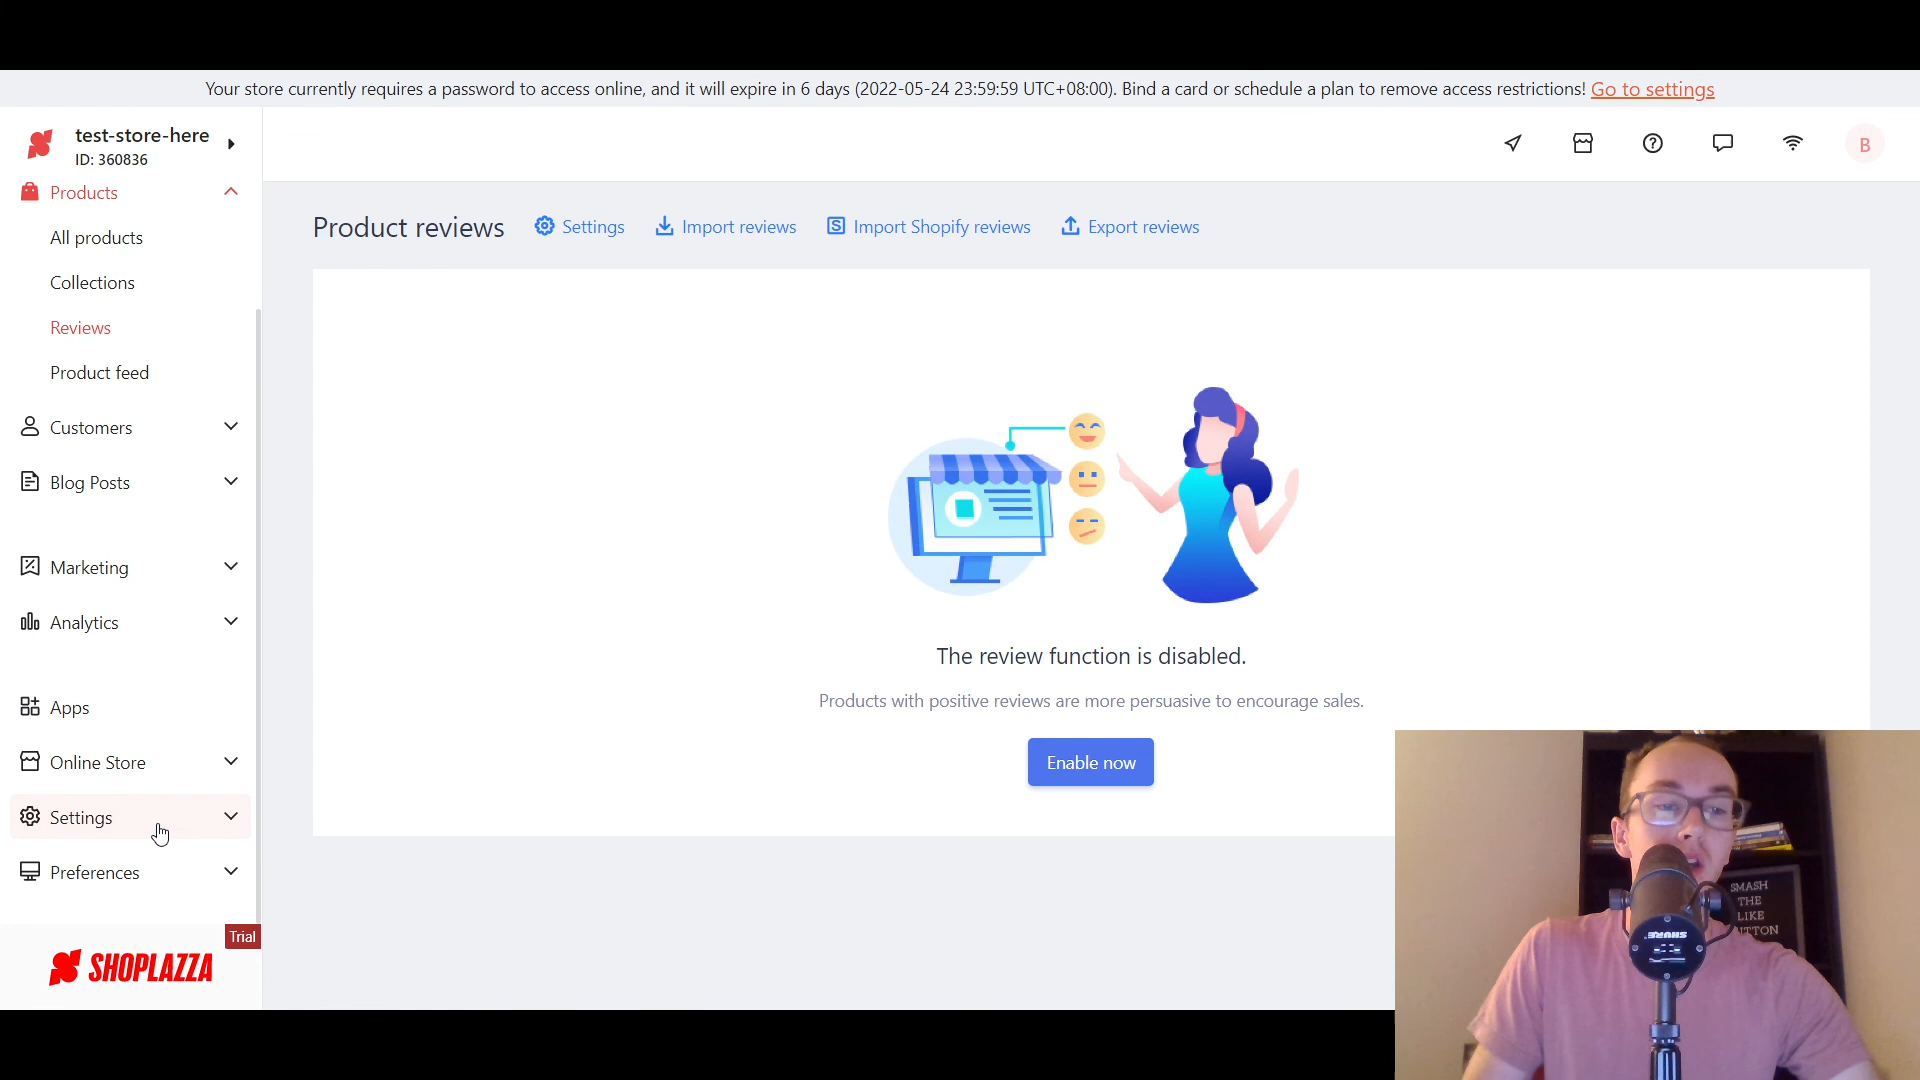 Your store currently requires a password to access online, and it will expire in 6 days (2022-05-24 23:59:59 UTC+08:00). Bind a card or schedule a plan to remove access restrictions! Go to settings
test-store-here
ID: 360836
B
Products
All products
Collections
Reviews
Product feed
Customers
Blog Posts
Marketing
Analytics
Apps
Online Store
Settings
Preferences
Trial
SHOPLAZZA
Product reviews
Settings
Import reviews
Import Shopify reviews
Export reviews
The review function is disabled.
Products with positive reviews are more persuasive to encourage sales.
Enable now
SMASH
THE
LIKE
SHURE